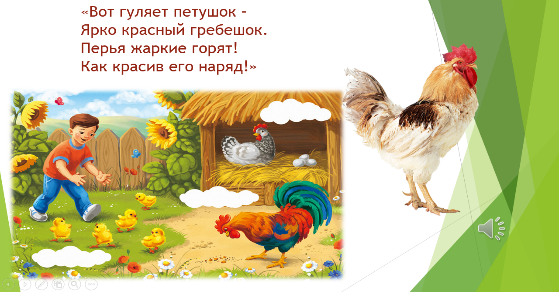 «Вот гуляет петушок –
Ярко красный гребешок.
Перья жаркие горят!
Как красив его наряд!»